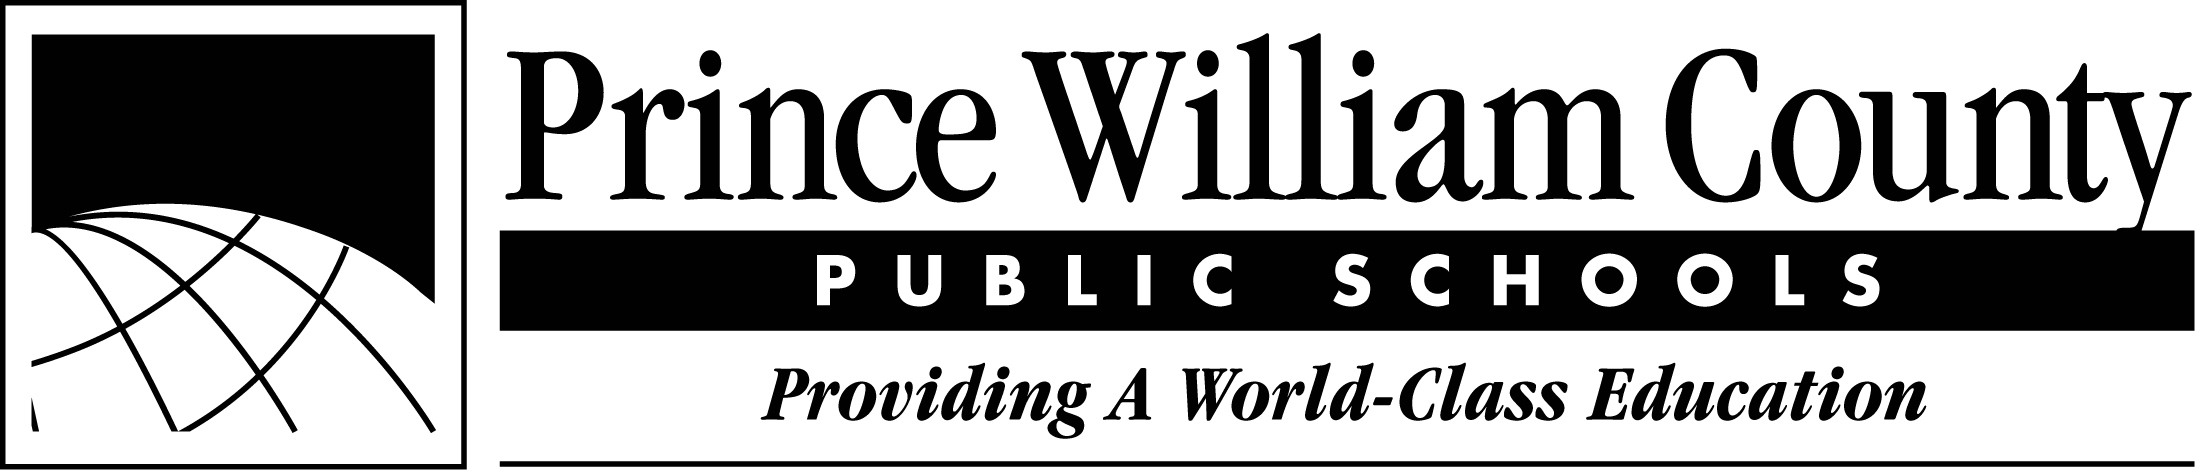 Prince William County
PUBLIC SCHOOLS
Providing A World-Class Education